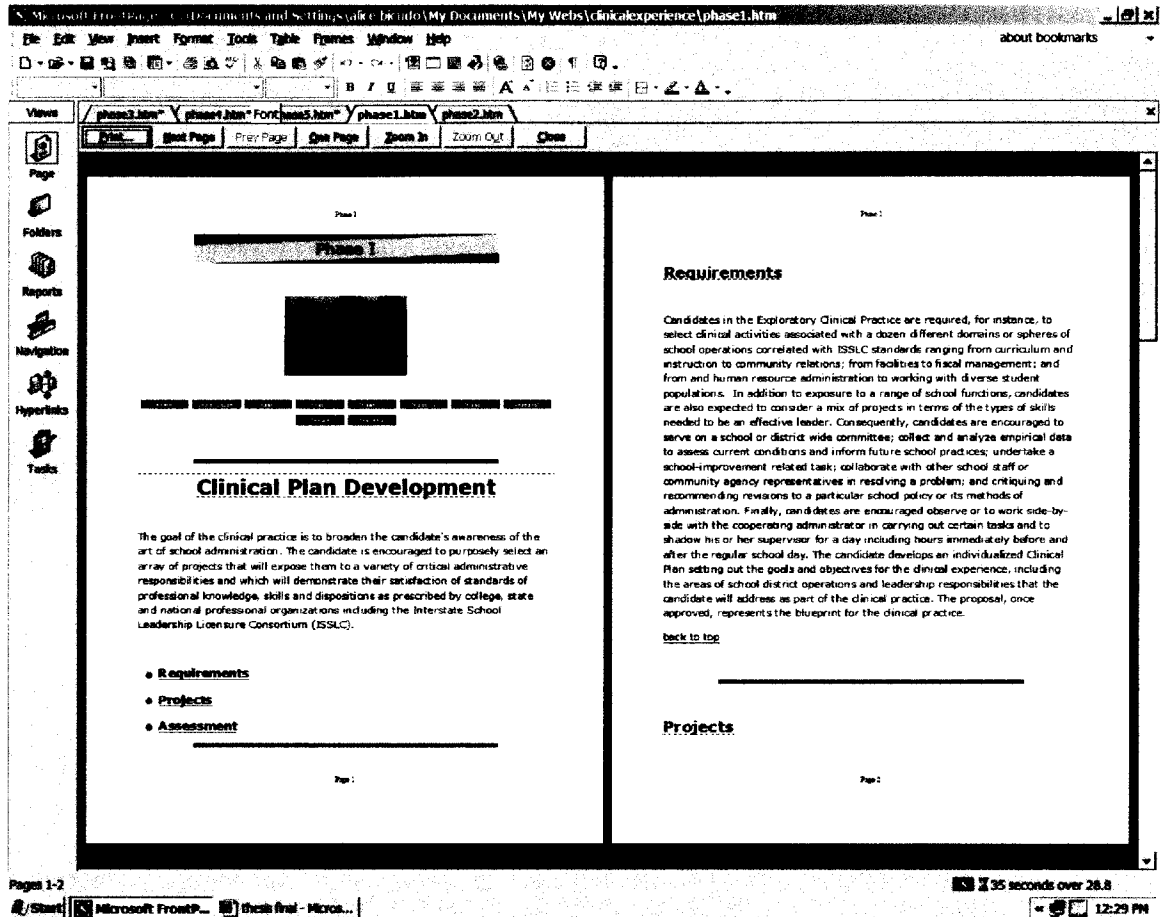 Microsoft FrontPage - C:\Documents and Settings\alice bicudo\My Documents\My Webs\clinicalexperience\phase1.htm
File Edit View Insert Format Tools Table Frames Window Help about bookmarks
B I U A A A
Views phase3.htm* phase4.htm* Font phase5.htm* phase1.htm phase2.htm
Print... Next Page Prev Page One Page Zoom In Zoom Out Close
Page
Folders
Reports
Navigation
Hyperlinks
Tasks
Phase 1
Phase I
Clinical Plan Development
The goal of the clinical practice is to broaden the candidate's awareness of the
art of school administration. The candidate is encouraged to purposely select an
array of projects that will expose them to a variety of critical administrative
responsibilities and which will demonstrate their satisfaction of standards of
professional knowledge, skills and dispositions as prescribed by college, state
and national professional organizations including the Interstate School
Leadership Licensure Consortium (ISSLC).
• Requirements
• Projects
• Assessment
Page 1
Phase 1
Requirements
Candidates in the Exploratory Clinical Practice are required, for instance, to
select clinical activities associated with a dozen different domains or spheres of
school operations correlated with ISSLC standards ranging from curriculum and
instruction to community relations; from facilities to fiscal management; and
from and human resource administration to working with diverse student
populations. In addition to exposure to a range of school functions, candidates
are also expected to consider a mix of projects in terms of the types of skills
needed to be an effective leader. Consequently, candidates are encouraged to
serve on a school or district wide committee; collect and analyze empirical data
to assess current conditions and inform future school practices; undertake a
school-improvement related task; collaborate with other school staff or
community agency representatives in resolving a problem; and critiquing and
recommending revisions to a particular school policy or its methods of
administration. Finally, candidates are encouraged observe or to work side-by-
side with the cooperating administrator in carrying out certain tasks and to
shadow his or her supervisor for a day including hours immediately before and
after the regular school day. The candidate develops an individualized Clinical
Plan setting out the goals and objectives for the clinical experience, including
the areas of school district operations and leadership responsibilities that the
candidate will address as part of the clinical practice. The proposal, once
approved, represents the blueprint for the clinical practice.
back to top
Projects
Page 2
Pages 1-2 35 seconds over 28.8
Start Microsoft FrontP... thesis final - Micros... 12:29 PM